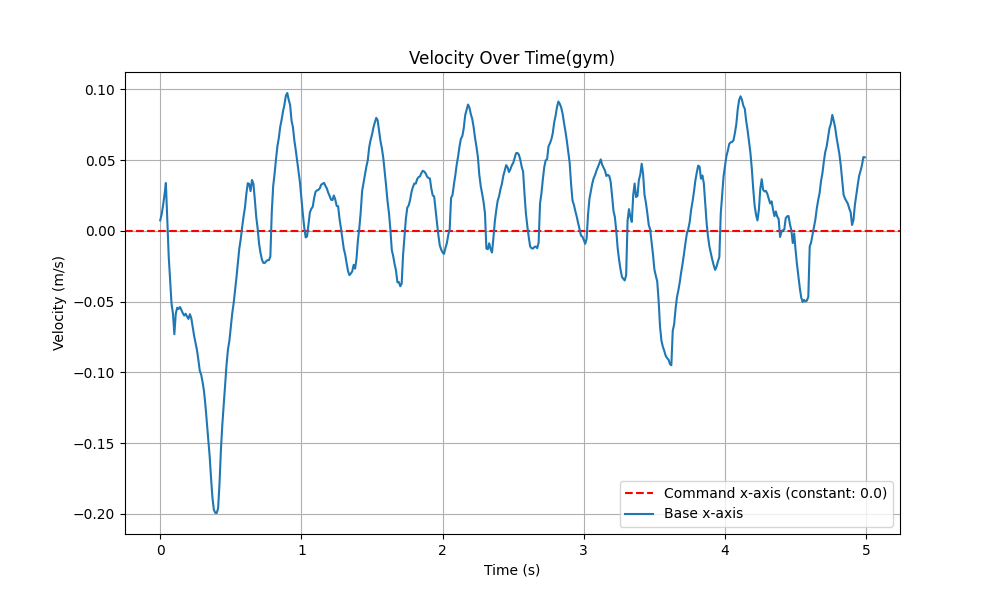 Velocity Over Time(gym)
0.10
0.05
0.00
−0.05
−0.10
−0.15
−0.20
Velocity (m/s)
Command x-axis (constant: 0.0)
Base x-axis
0 1 2 3 4 5
Time (s)